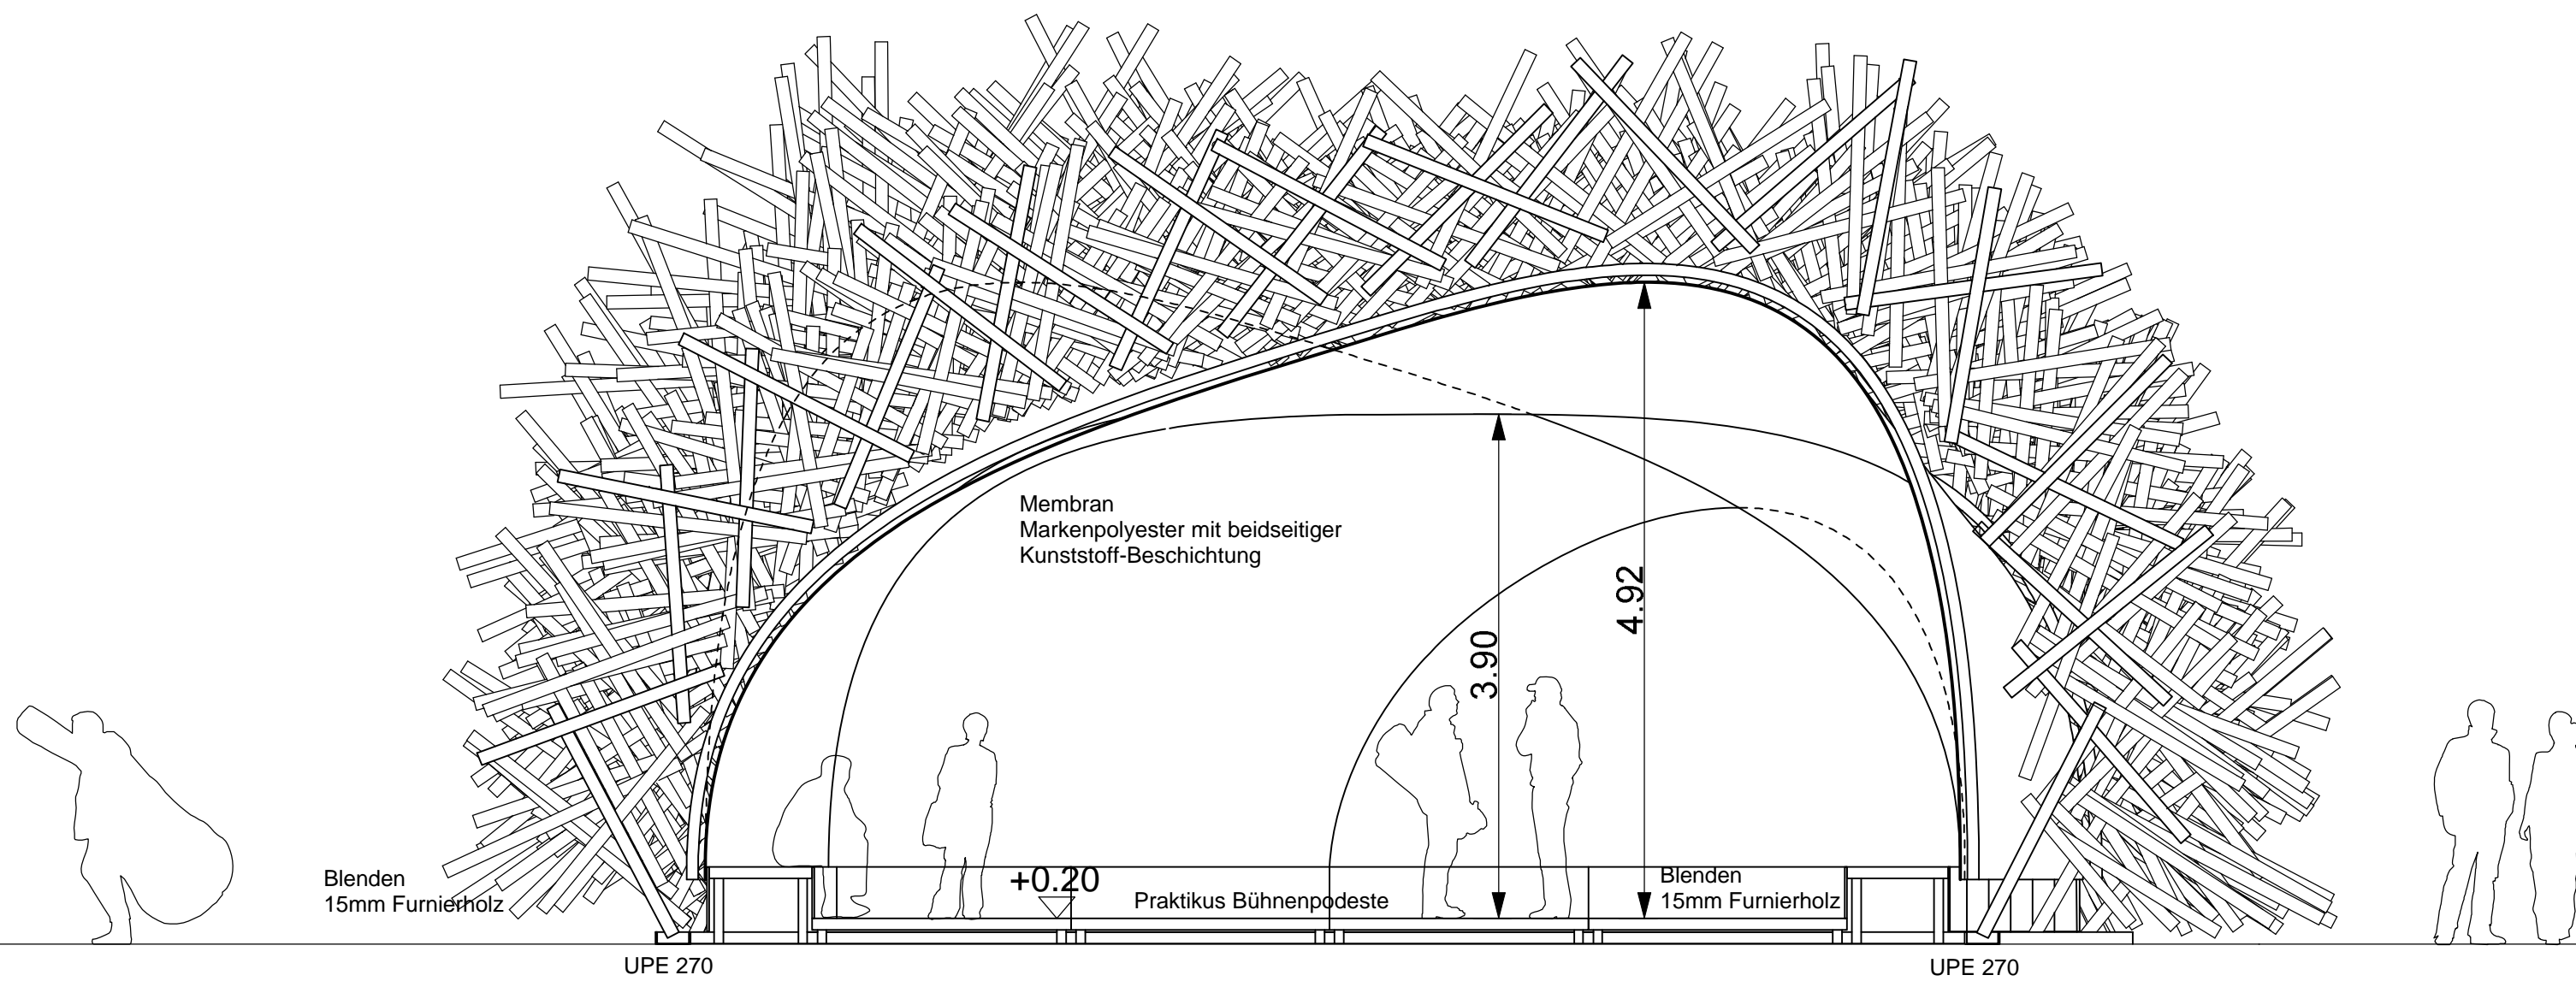 Membran
Markenpolyester mit beidseitiger
Kunststoff-Beschichtung
4.92
3.90
Blenden
15mm Furnierholz
+0.20
Praktikus Bühnenpodeste
Blenden
15mm Furnierholz
UPE 270
UPE 270